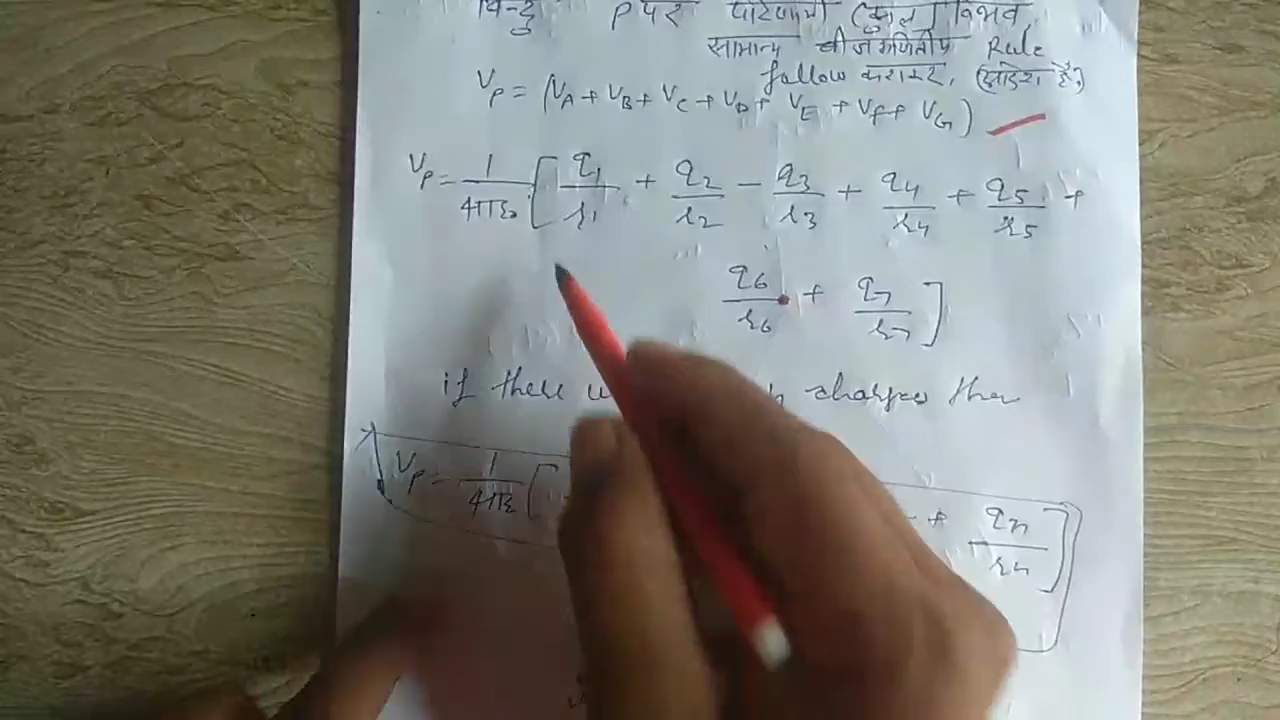 बिन्दु P पर परिणामी (कुल) विभव,
सामान्य बीजगणितीय Rule
follow कराकर, (जोड़िया है,)
Vp = (VA + VB + VC + VD + VE + VF + VG)
Vp = 1/4πε0 [ q1/r1 + q2/r2 − q3/r3 + q4/r4 + q5/r5 +
q6/r6 + q7/r7 ]
if there charges then
Vp = 1/4πε [ + qn/rn ]